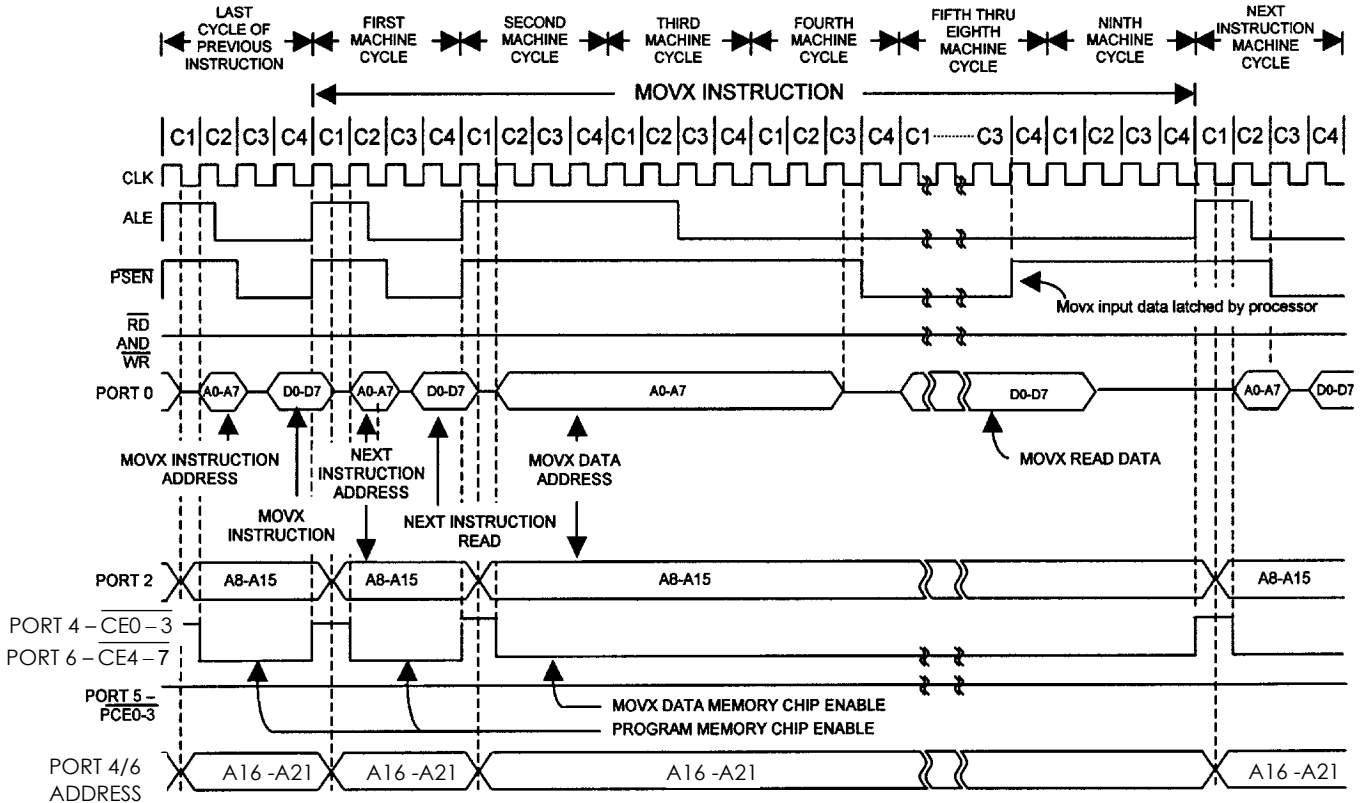 LAST CYCLE OF PREVIOUS INSTRUCTION
FIRST MACHINE CYCLE
SECOND MACHINE CYCLE
THIRD MACHINE CYCLE
FOURTH MACHINE CYCLE
FIFTH THRU EIGHTH MACHINE CYCLE
NINTH MACHINE CYCLE
NEXT INSTRUCTION MACHINE CYCLE
MOVX INSTRUCTION
C1 C2 C3 C4 C1 C2 C3 C4 C1 C2 C3 C4 C1 C2 C3 C4 C1 C2 C3 C4 C1 ........ C3 C4 C1 C2 C3 C4 C1 C2 C3 C4
CLK
ALE
PSEN
Movx input data latched by processor
RD
AND
WR
PORT 0 A0-A7 D0-D7 A0-A7 D0-D7 A0-A7 D0-D7 A0-A7 D0-D7
MOVX INSTRUCTION ADDRESS
NEXT INSTRUCTION ADDRESS
MOVX DATA ADDRESS
MOVX READ DATA
MOVX INSTRUCTION
NEXT INSTRUCTION READ
PORT 2 A8-A15 A8-A15 A8-A15 A8-A15
PORT 4 – CE0 – 3
PORT 6 – CE4 – 7
PORT 5 –
PCE0-3
MOVX DATA MEMORY CHIP ENABLE
PROGRAM MEMORY CHIP ENABLE
PORT 4/6
ADDRESS
A16 -A21 A16 -A21 A16 -A21 A16 -A21